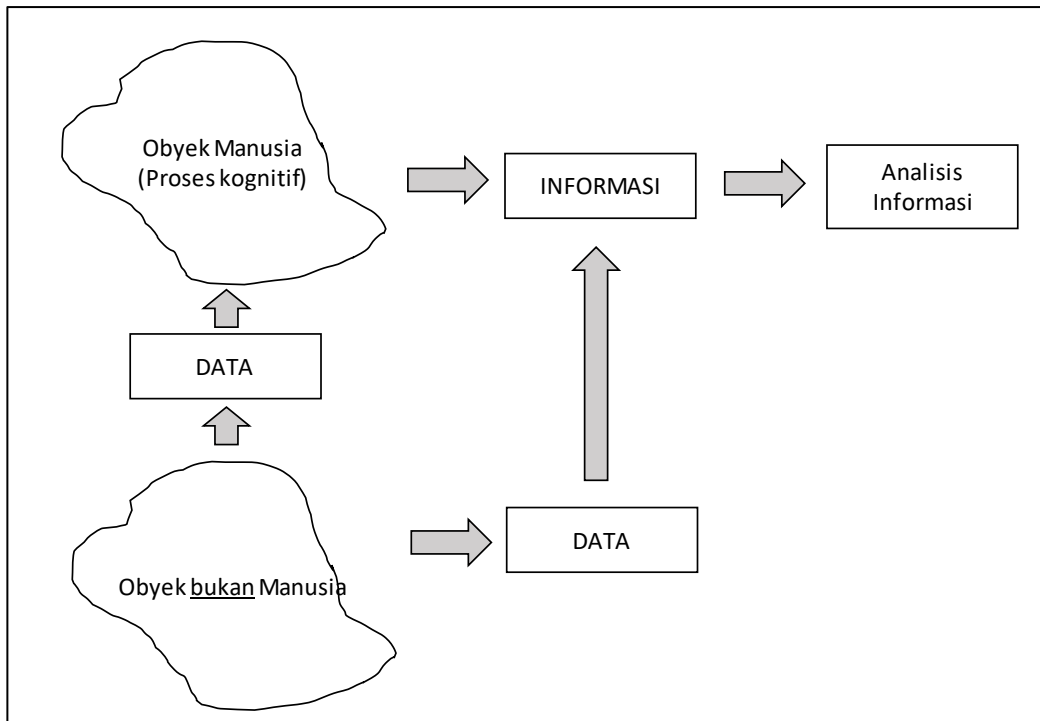 Obyek Manusia
(Proses kognitif)
INFORMASI
Analisis
Informasi
DATA
DATA
Obyek bukan Manusia